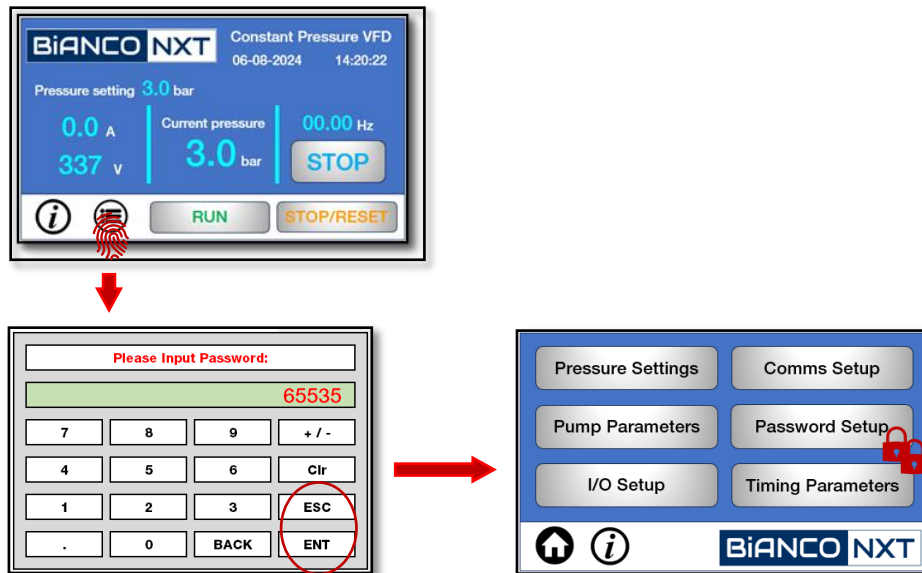 BiANCO NXT
Constant Pressure VFD
06-08-2024 14:20:22
Pressure setting 3.0 bar
0.0 A
337 V
Current pressure
3.0 bar
00.00 Hz
STOP
i
RUN
STOP/RESET
Please Input Password:
65535
7 8 9 + / -
4 5 6 Clr
1 2 3 ESC
. 0 BACK ENT
Pressure Settings Comms Setup
Pump Parameters Password Setup
I/O Setup Timing Parameters
i
BiANCO NXT